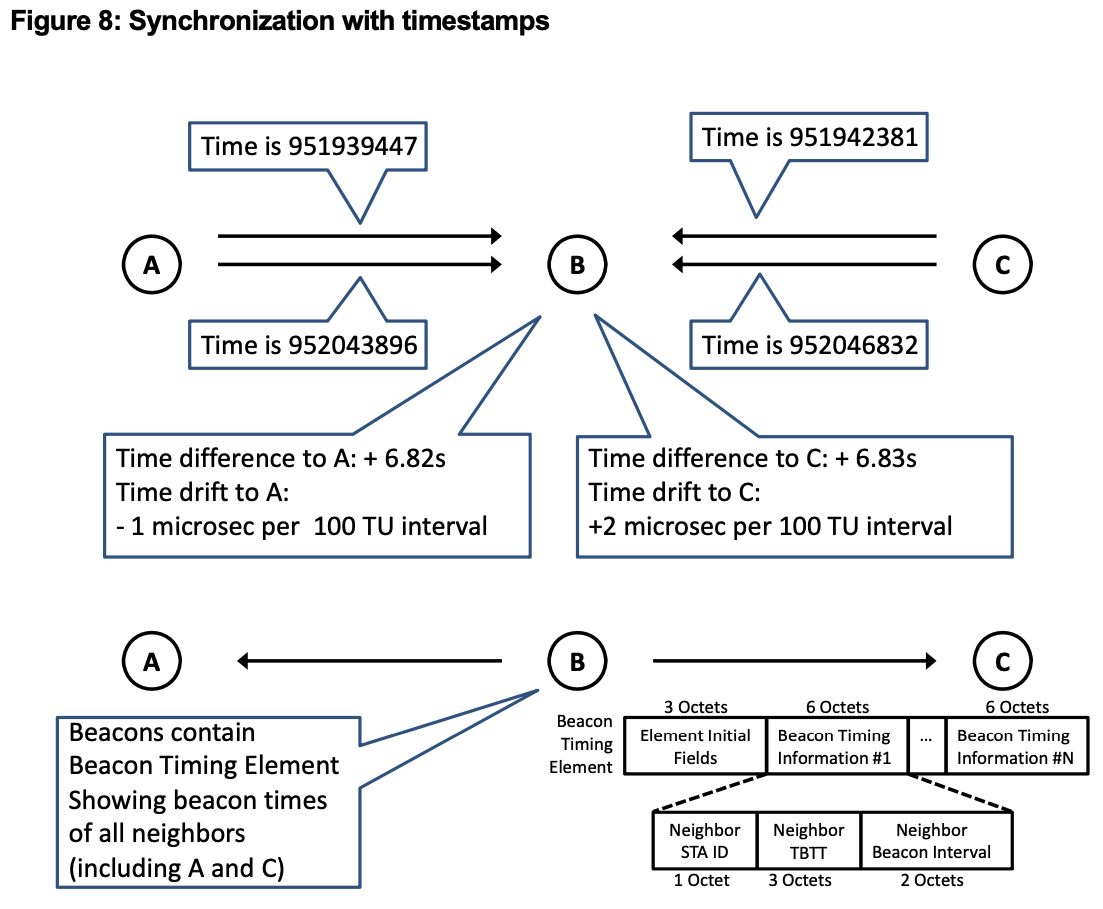 Figure 8: Synchronization with timestamps
Time is 951939447
Time is 951942381
A
B
C
Time is 952043896
Time is 952046832
Time difference to A: + 6.82s
Time drift to A:
- 1 microsec per 100 TU interval
Time difference to C: + 6.83s
Time drift to C:
+2 microsec per 100 TU interval
A
B
C
Beacons contain
Beacon Timing Element
Showing beacon times
of all neighbors
(including A and C)
Beacon
Timing
Element
3 Octets
6 Octets
6 Octets
Element Initial
Fields
Beacon Timing
Information #1
...
Beacon Timing
Information #N
Neighbor
STA ID
Neighbor
TBTT
Neighbor
Beacon Interval
1 Octet
3 Octets
2 Octets